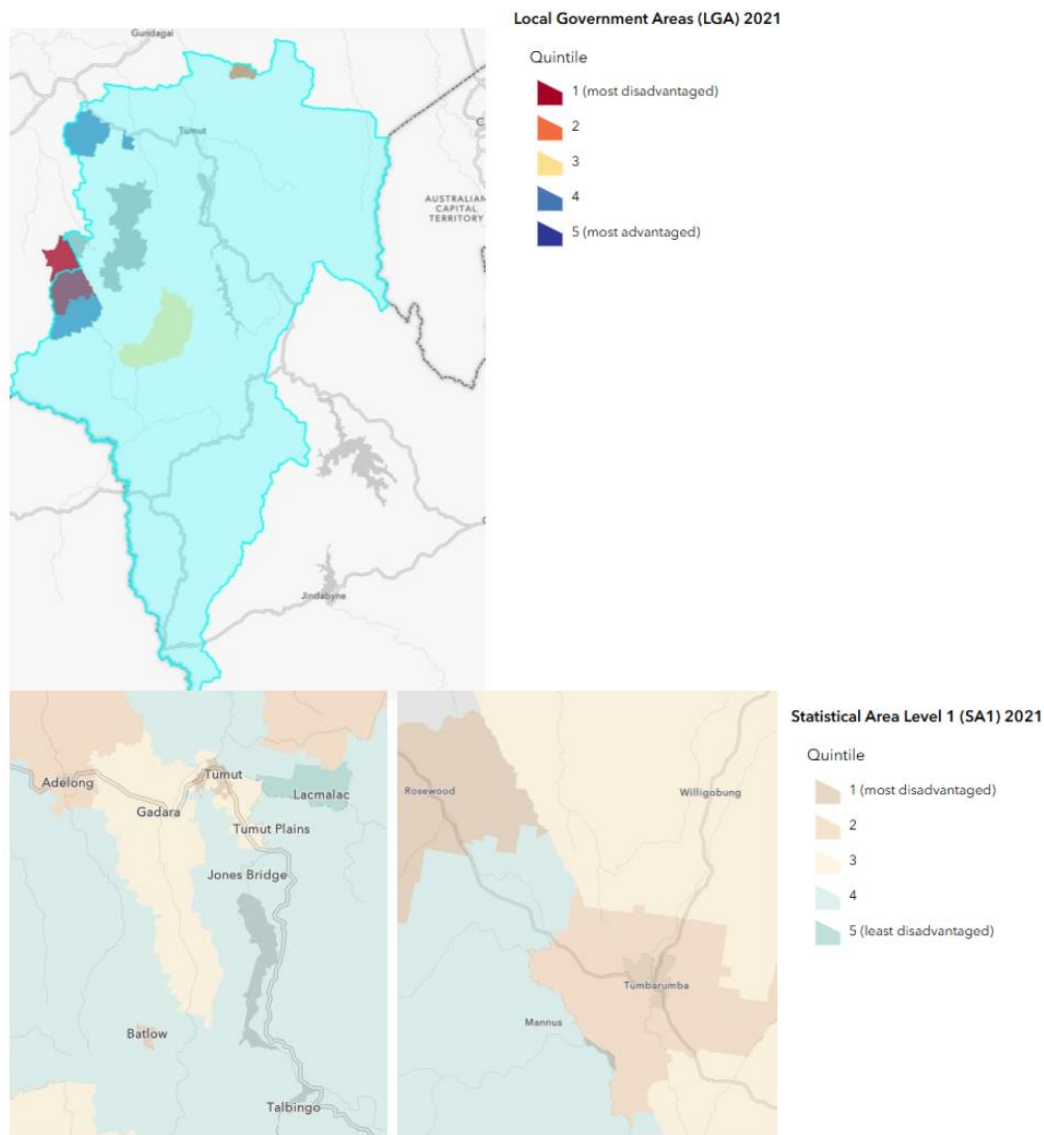 Local Government Areas (LGA) 2021
Quintile
1 (most disadvantaged)
2
3
4
5 (most advantaged)
Gundagai
Tumut
AUSTRALIAN
CAPITAL
TERRITORY
Jindabyne
Statistical Area Level 1 (SA1) 2021
Quintile
1 (most disadvantaged)
2
3
4
5 (least disadvantaged)
Adelong
Tumut
Lacmalac
Gadara
Tumut Plains
Jones Bridge
Batlow
Talbingo
Rosewood
Willigobung
Tumbarumba
Mannus